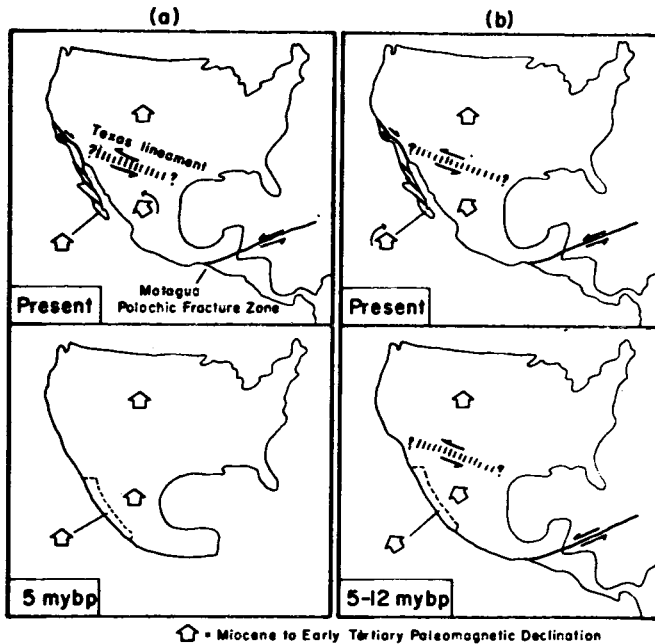 (a)
(b)
Texas lineament
? ?
Motagua
Polochic Fracture Zone
Present
? ?
Present
5 mybp
? ?
5-12 mybp
= Miocene to Early Tertiary Paleomagnetic Declination